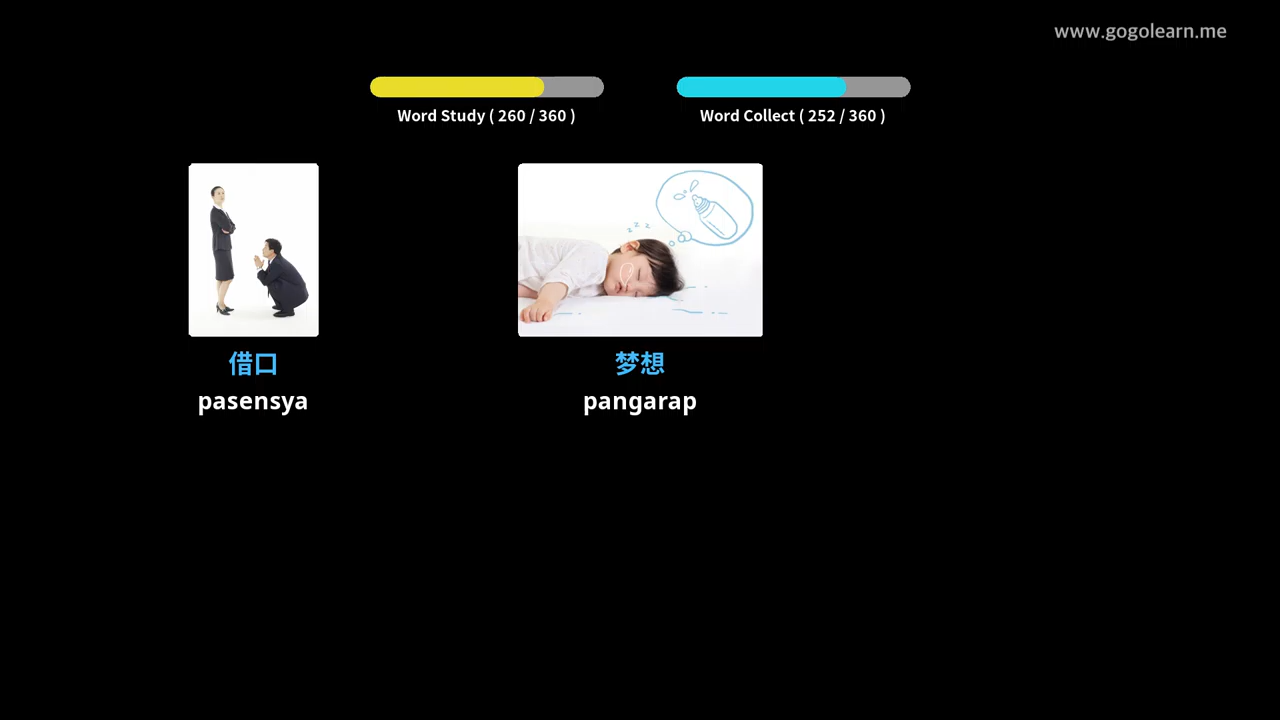 www.gogolearn.me
Word Study ( 260 / 360 )
Word Collect ( 252 / 360 )
借口
pasensya
梦想
pangarap